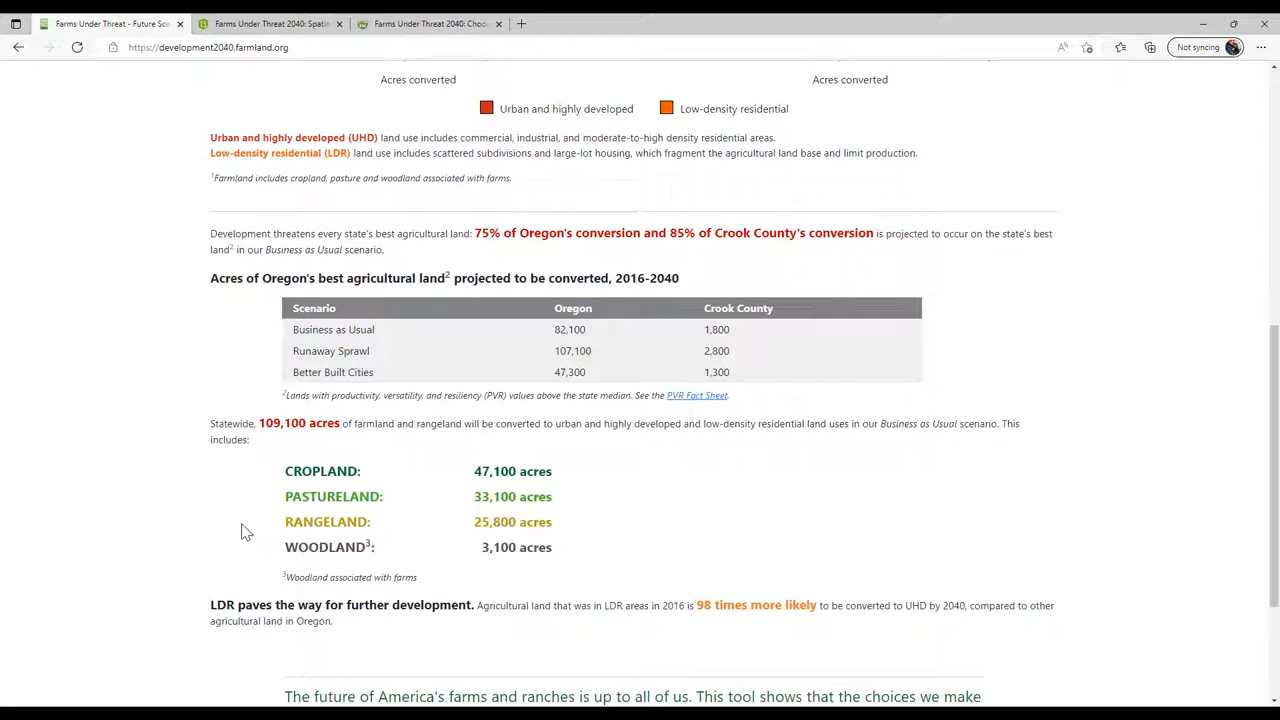 Farms Under Threat - Future Sce
Farms Under Threat 2040: Spatia
Farms Under Threat 2040: Choos
https://development2040.farmland.org
Not syncing
Acres converted
Acres converted
Urban and highly developed
Low-density residential
Urban and highly developed (UHD) land use includes commercial, industrial, and moderate-to-high density residential areas.
Low-density residential (LDR) land use includes scattered subdivisions and large-lot housing, which fragment the agricultural land base and limit production.
¹Farmland includes cropland, pasture and woodland associated with farms.
Development threatens every state's best agricultural land: 75% of Oregon's conversion and 85% of Crook County's conversion is projected to occur on the state's best
land² in our Business as Usual scenario.
Acres of Oregon's best agricultural land² projected to be converted, 2016-2040
Scenario Oregon Crook County
Business as Usual 82,100 1,800
Runaway Sprawl 107,100 2,800
Better Built Cities 47,300 1,300
²Lands with productivity, versatility, and resiliency (PVR) values above the state median. See the PVR Fact Sheet.
Statewide, 109,100 acres of farmland and rangeland will be converted to urban and highly developed and low-density residential land uses in our Business as Usual scenario. This
includes:
CROPLAND: 47,100 acres
PASTURELAND: 33,100 acres
RANGELAND: 25,800 acres
WOODLAND³: 3,100 acres
³Woodland associated with farms
LDR paves the way for further development. Agricultural land that was in LDR areas in 2016 is 98 times more likely to be converted to UHD by 2040, compared to other
agricultural land in Oregon.
The future of America's farms and ranches is up to all of us. This tool shows that the choices we make